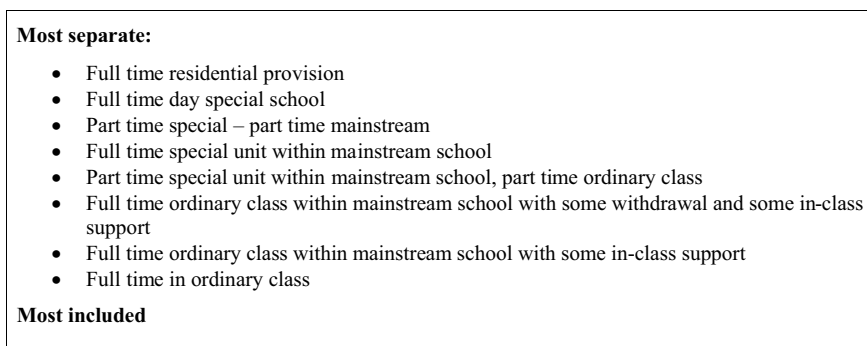 Most separate:
• Full time residential provision
• Full time day special school
• Part time special – part time mainstream
• Full time special unit within mainstream school
• Part time special unit within mainstream school, part time ordinary class
• Full time ordinary class within mainstream school with some withdrawal and some in-class
support
• Full time ordinary class within mainstream school with some in-class support
• Full time in ordinary class
Most included